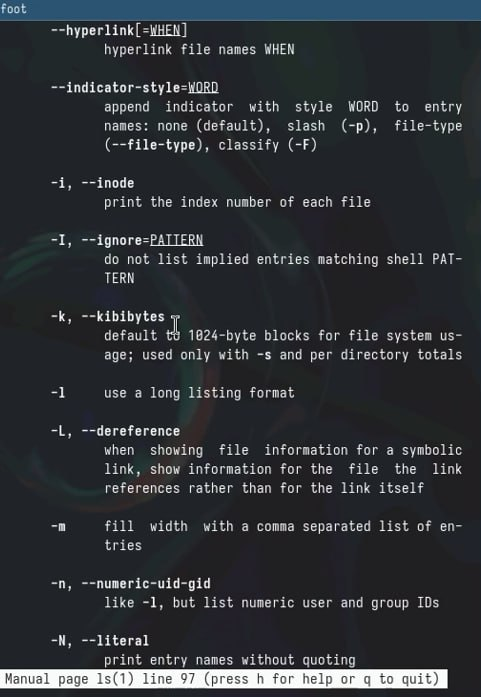 foot
--hyperlink[=WHEN]
hyperlink file names WHEN
--indicator-style=WORD
append indicator with style WORD to entry
names: none (default), slash (-p), file-type
(--file-type), classify (-F)
-i, --inode
print the index number of each file
-I, --ignore=PATTERN
do not list implied entries matching shell PAT-
TERN
-k, --kibibytes
default to 1024-byte blocks for file system us-
age; used only with -s and per directory totals
-l use a long listing format
-L, --dereference
when showing file information for a symbolic
link, show information for the file the link
references rather than for the link itself
-m fill width with a comma separated list of en-
tries
-n, --numeric-uid-gid
like -l, but list numeric user and group IDs
-N, --literal
print entry names without quoting
Manual page ls(1) line 97 (press h for help or q to quit)